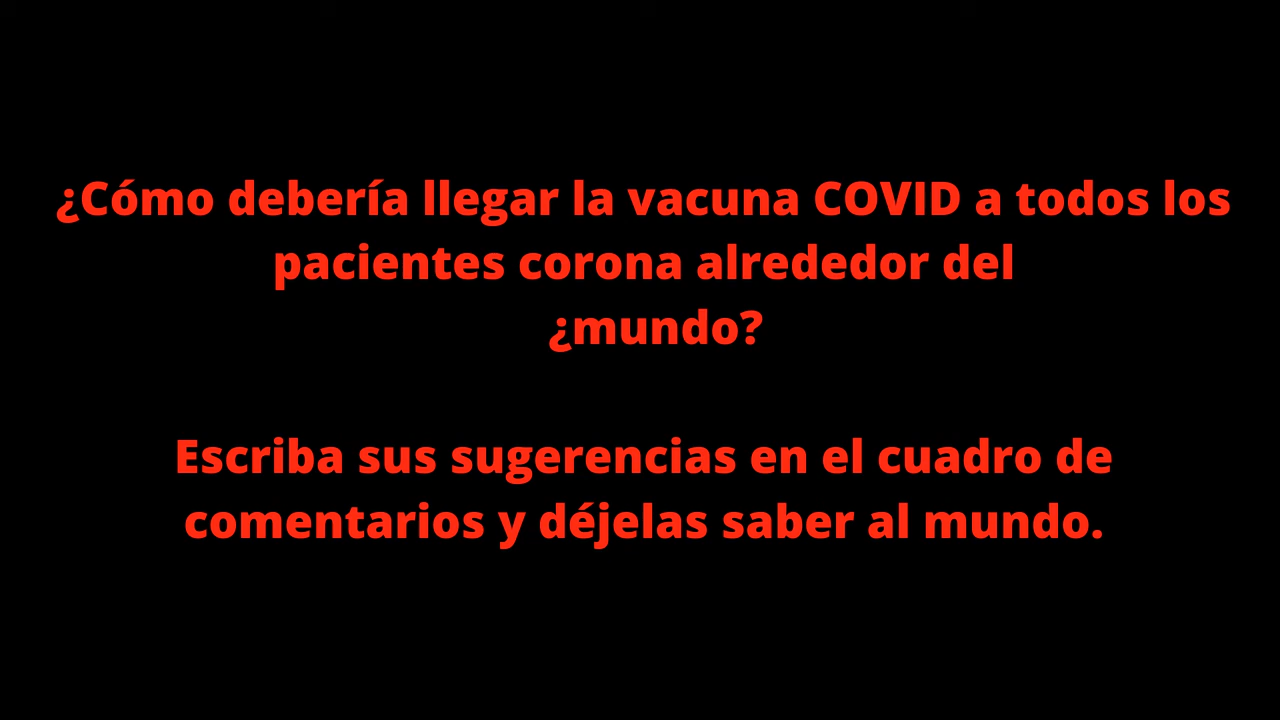 ¿Cómo debería llegar la vacuna COVID a todos los
pacientes corona alrededor del
¿mundo?
Escriba sus sugerencias en el cuadro de
comentarios y déjelas saber al mundo.